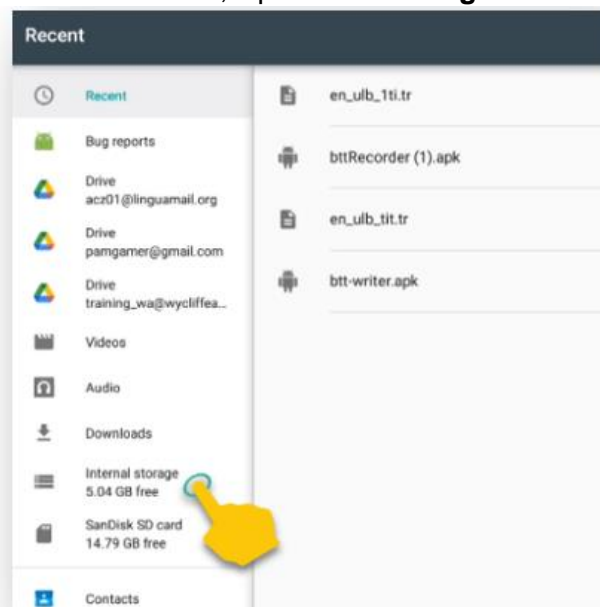 Recent
Recent
Bug reports
Drive
acz01@linguamail.org
Drive
pamgamer@gmail.com
Drive
training_wa@wycliffea...
Videos
Audio
Downloads
Internal storage
5.04 GB free
SanDisk SD card
14.79 GB free
Contacts
en_ulb_1ti.tr
bttRecorder (1).apk
en_ulb_tit.tr
btt-writer.apk